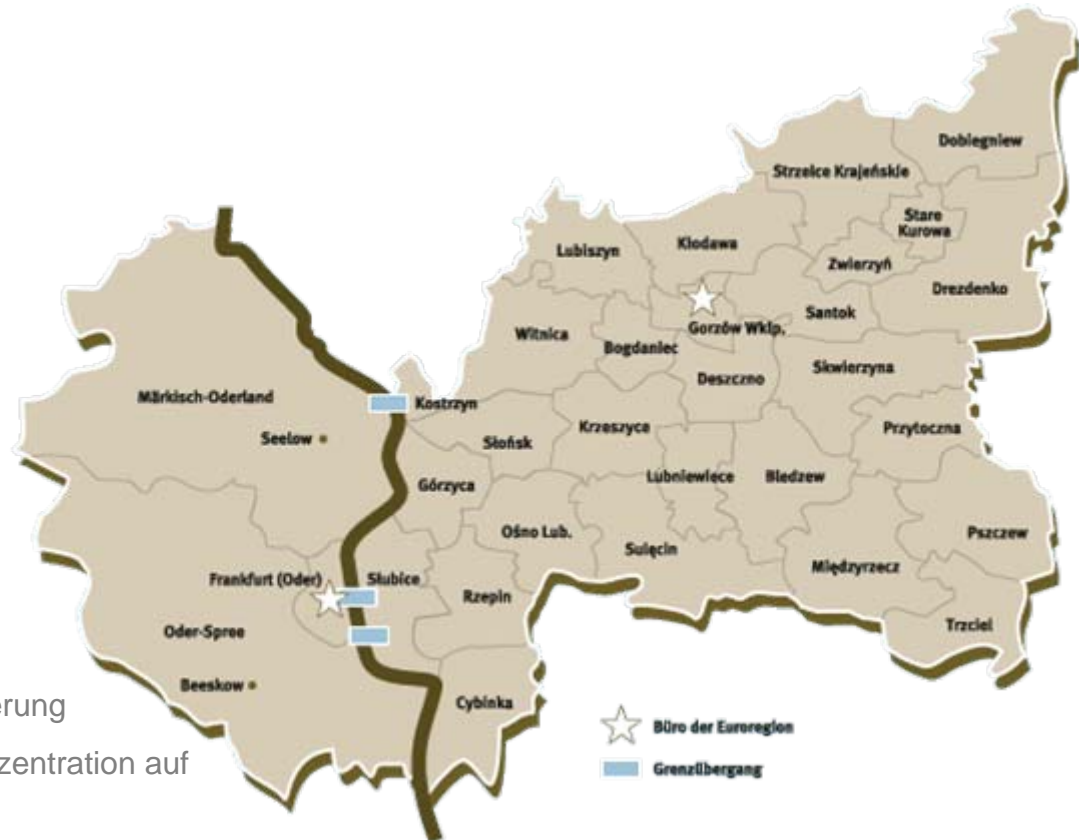 Dobiegniew
Strzelce Krajeńskie
Stare
Kurowa
Kłodawa
Lubiszyn
Zwierzyń
Drezdenko
Santok
Gorzów Wklp.
Witnica
Bogdaniec
Skwierzyna
Deszczno
Märkisch-Oderland
Kostrzyn
Seelow
Krzeszyce
Przytoczna
Słońsk
Lubniewiece
Bledzew
Górzyca
Ośno Lub.
Pszczew
Sulęcin
Międzyrzecz
Frankfurt (Oder)
Słubice
Rzepin
Trzciel
Oder-Spree
Beeskow
Cybinka
erung
zentration auf
Büro der Euroregion
Grenzübergang